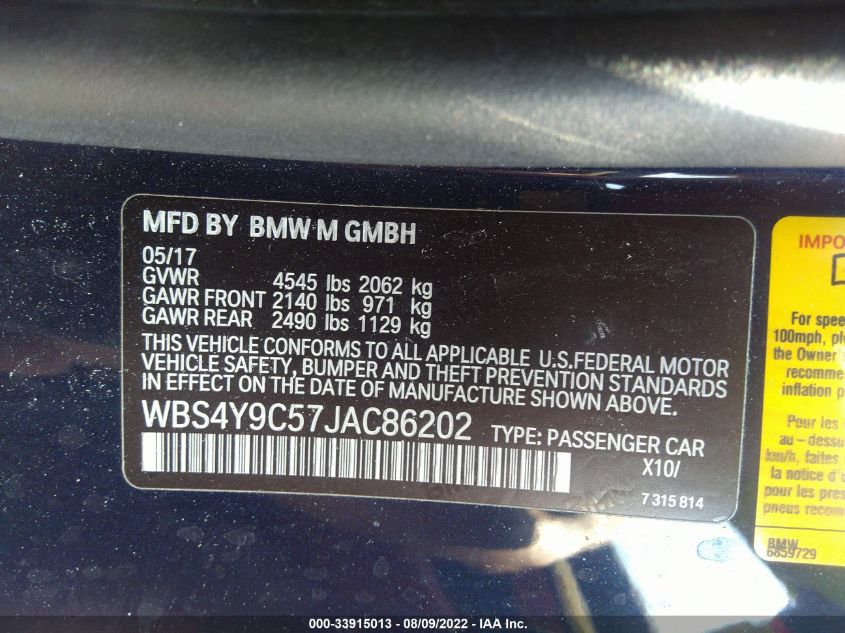 MFD BY BMW M GMBH
05/17
GVWR 4545 lbs 2062 kg
GAWR FRONT 2140 lbs 971 kg
GAWR REAR 2490 lbs 1129 kg
THIS VEHICLE CONFORMS TO ALL APPLICABLE U.S.FEDERAL MOTOR
VEHICLE SAFETY, BUMPER AND THEFT PREVENTION STANDARDS
IN EFFECT ON THE DATE OF MANUFACTURE SHOWN ABOVE.
WBS4Y9C57JAC86202 TYPE: PASSENGER CAR
X10/
7 315 814
IMPO
For spee
100mph, ple
the Owner's
recommen
inflation p
Pour les
au-dessu
km/h, faites
la notice d'u
pour les pres
pneus recom
BMW
6859729
000-33915013 - 08/09/2022 - IAA Inc.